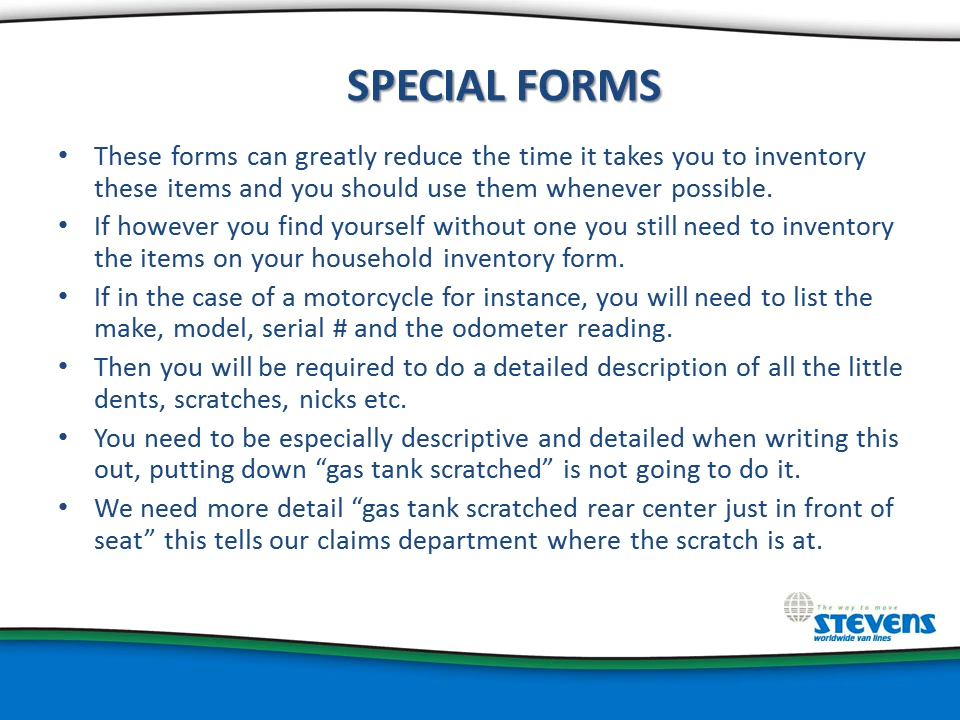 SPECIAL FORMS
• These forms can greatly reduce the time it takes you to inventory
these items and you should use them whenever possible.
• If however you find yourself without one you still need to inventory
the items on your household inventory form.
• If in the case of a motorcycle for instance, you will need to list the
make, model, serial # and the odometer reading.
• Then you will be required to do a detailed description of all the little
dents, scratches, nicks etc.
• You need to be especially descriptive and detailed when writing this
out, putting down “gas tank scratched” is not going to do it.
• We need more detail “gas tank scratched rear center just in front of
seat” this tells our claims department where the scratch is at.
The way to move
STEVENS
worldwide van lines